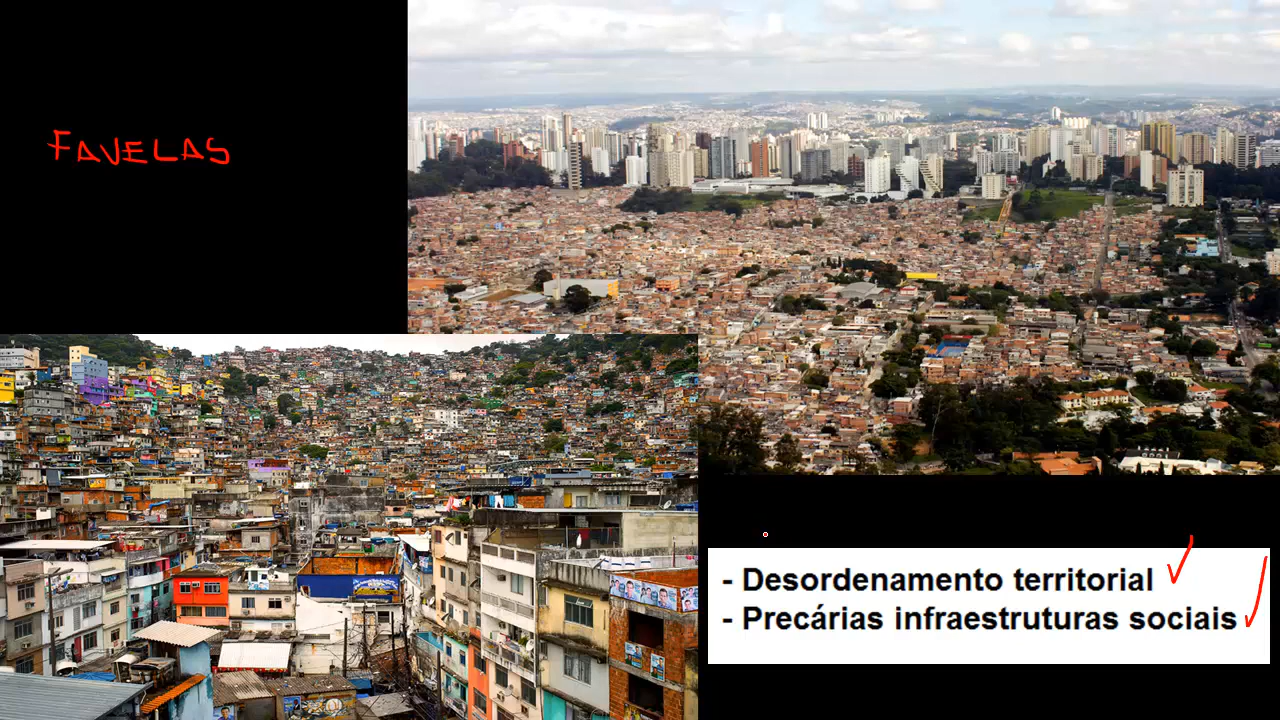 FAVELAS
- Desordenamento territorial
- Precárias infraestruturas sociais